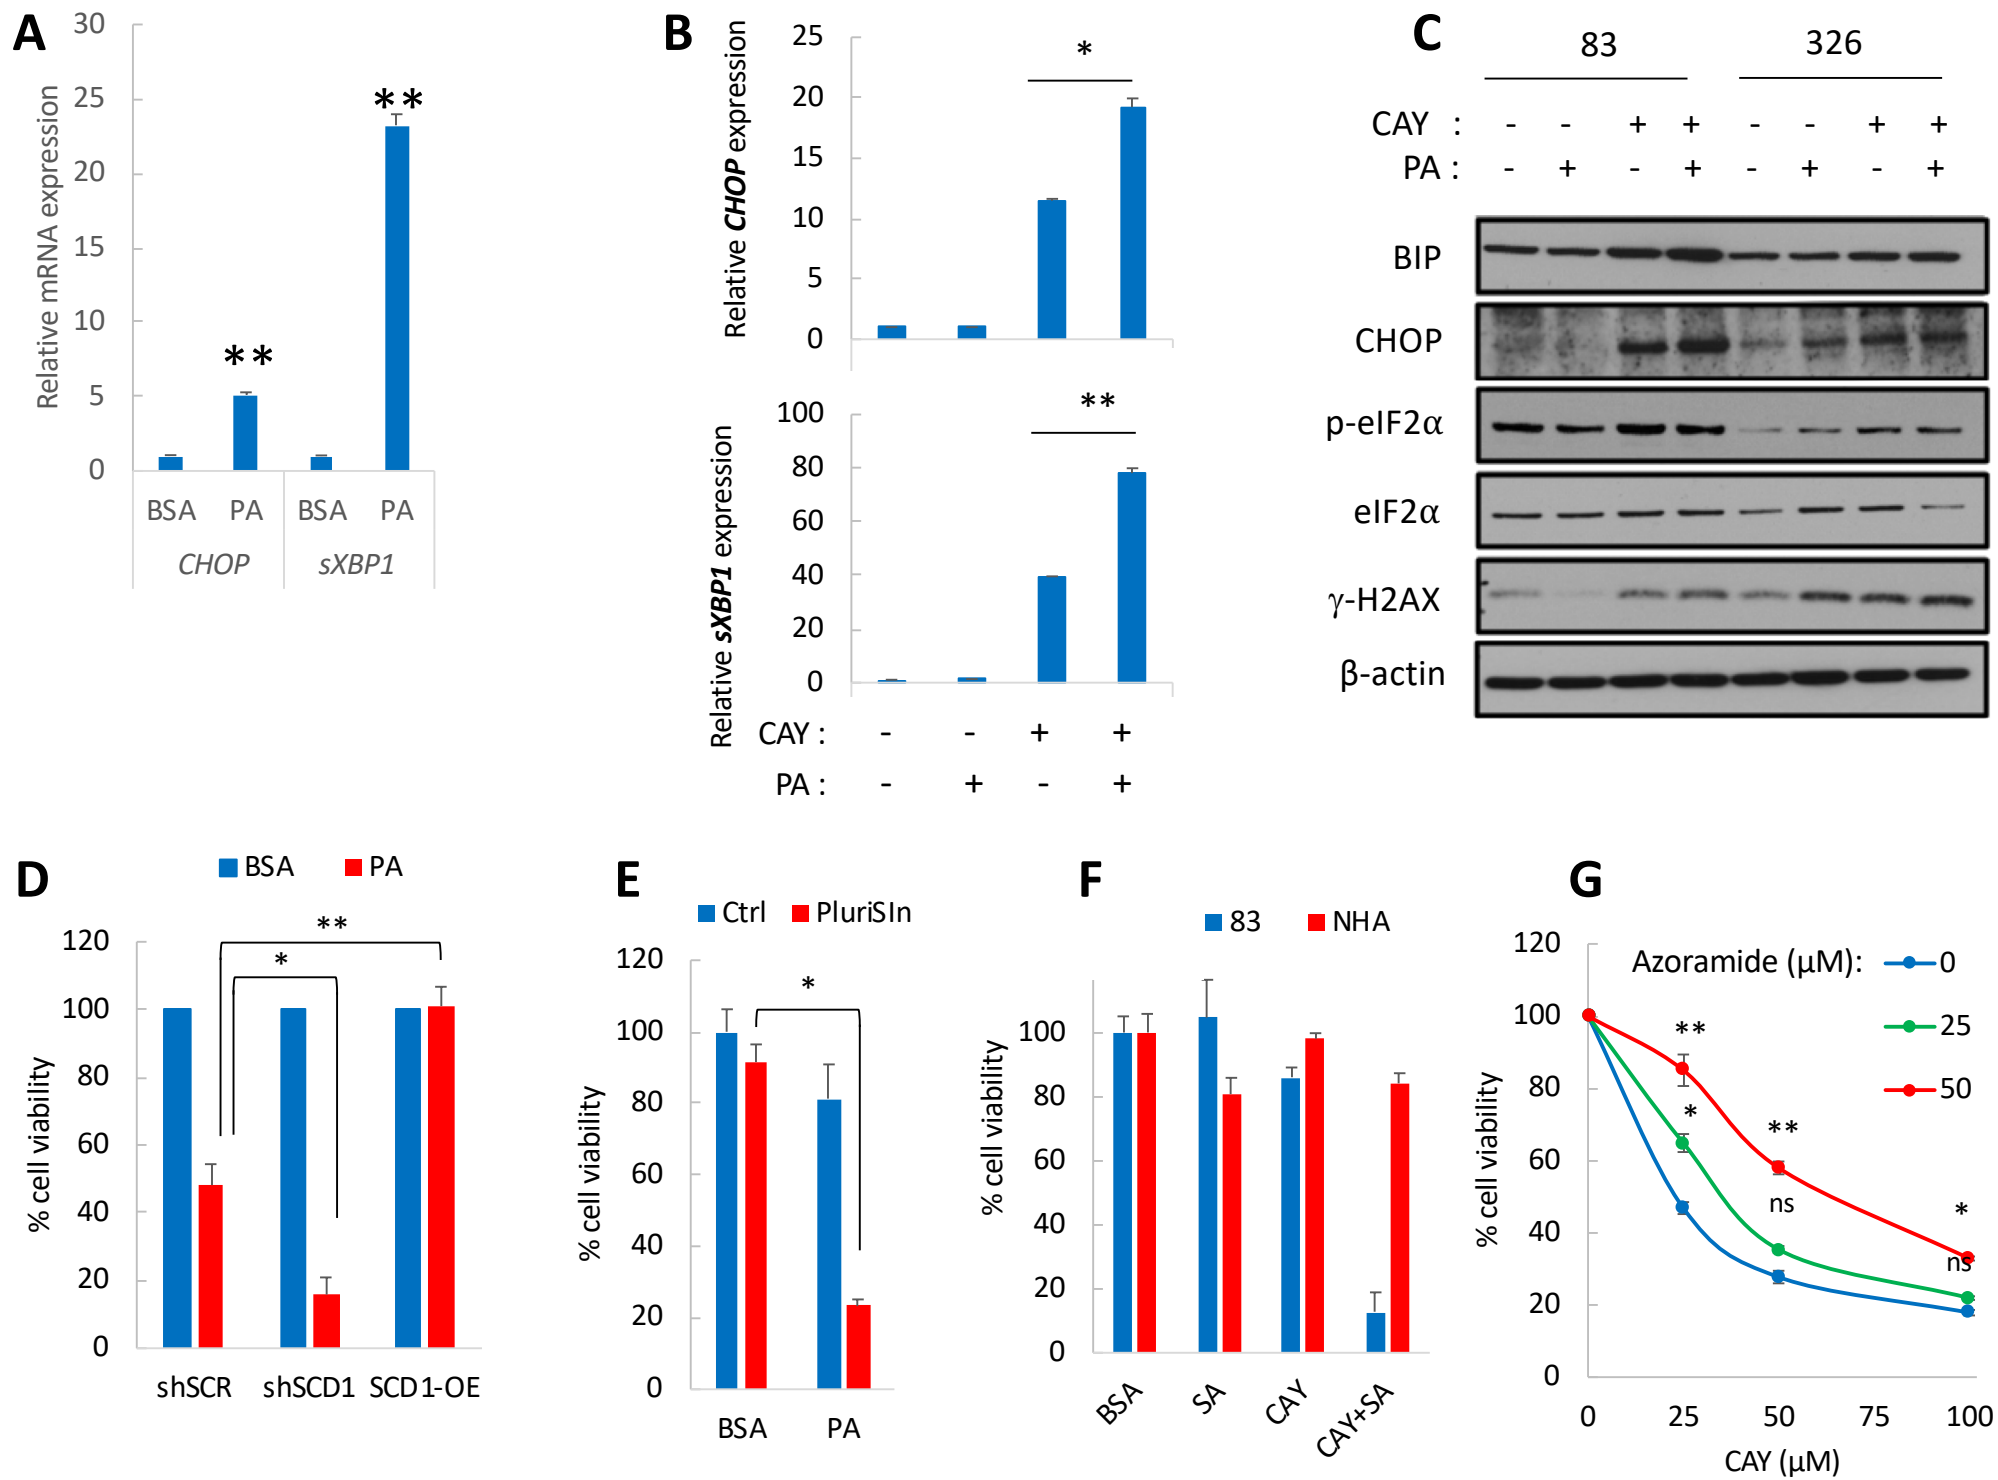 A
Relative mRNA expression
30
25
20
15
10
5
0
**
**
BSA PA BSA PA
CHOP sXBP1
B
Relative CHOP expression
25
20
15
10
5
0
*
Relative sXBP1 expression
100
80
60
40
20
0
**
CAY : - - + +
PA : - + - +
C
83 326
CAY : - - + + - - + +
PA : - + - + - + - +
BIP
CHOP
p-eIF2α
eIF2α
γ-H2AX
β-actin
D
BSA PA
% cell viability
120
100
80
60
40
20
0
**
*
shSCR shSCD1 SCD1-OE
E
Ctrl PluriSIn
% cell viability
120
100
80
60
40
20
0
*
BSA PA
F
83 NHA
% cell viability
100
80
60
40
20
0
BSA SA CAY CAY+SA
G
Azoramide (μM): 0
25
50
% cell viability
120
100
80
60
40
20
0
**
*
**
ns
*
ns
0 25 50 75 100
CAY (μM)